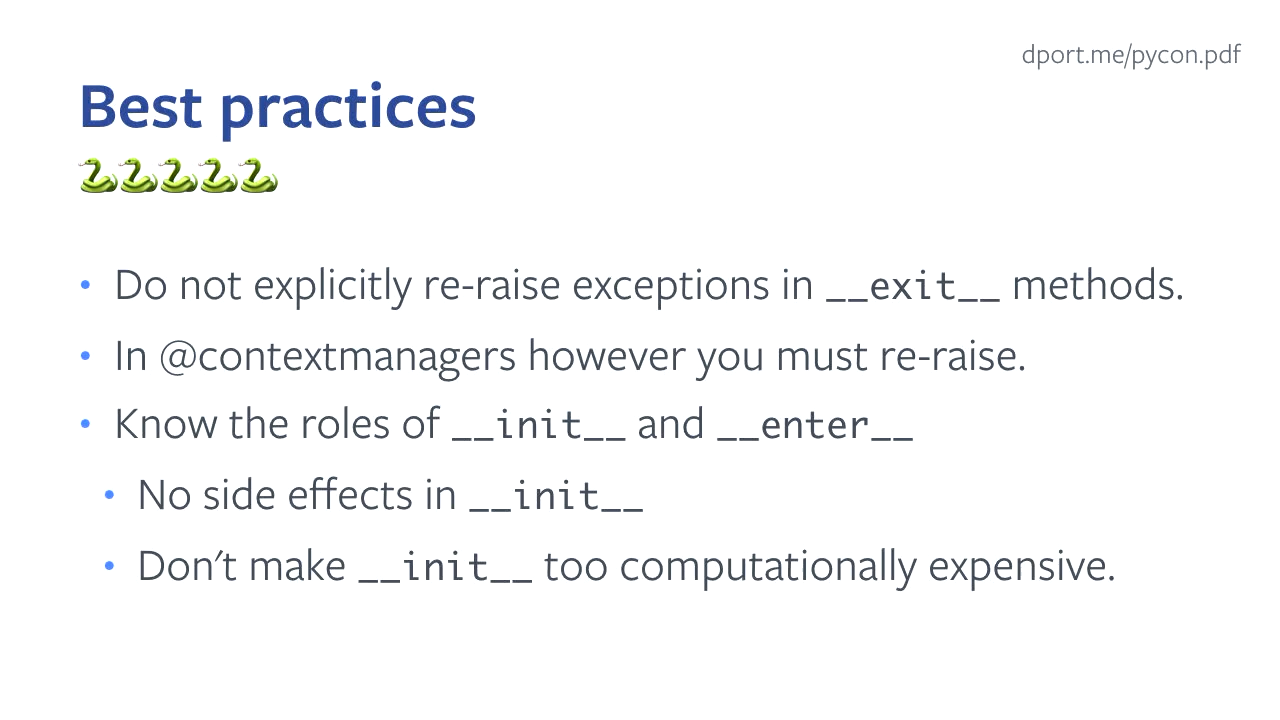 dport.me/pycon.pdf
Best practices
🐍🐍🐍🐍🐍
• Do not explicitly re-raise exceptions in __exit__ methods.
• In @contextmanagers however you must re-raise.
• Know the roles of __init__ and __enter__
• No side effects in __init__
• Don't make __init__ too computationally expensive.